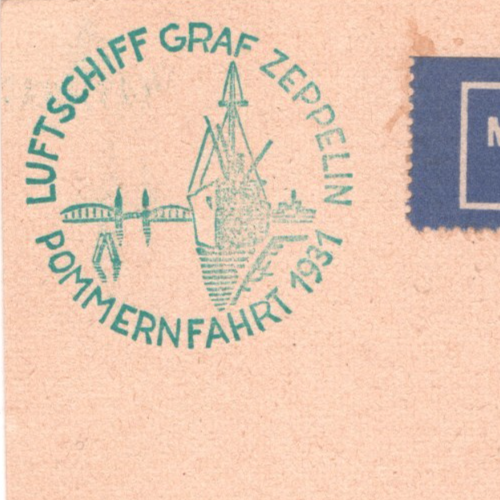 LUFTSCHIFF GRAF ZEPPELIN
POMMERNFAHRT 1931